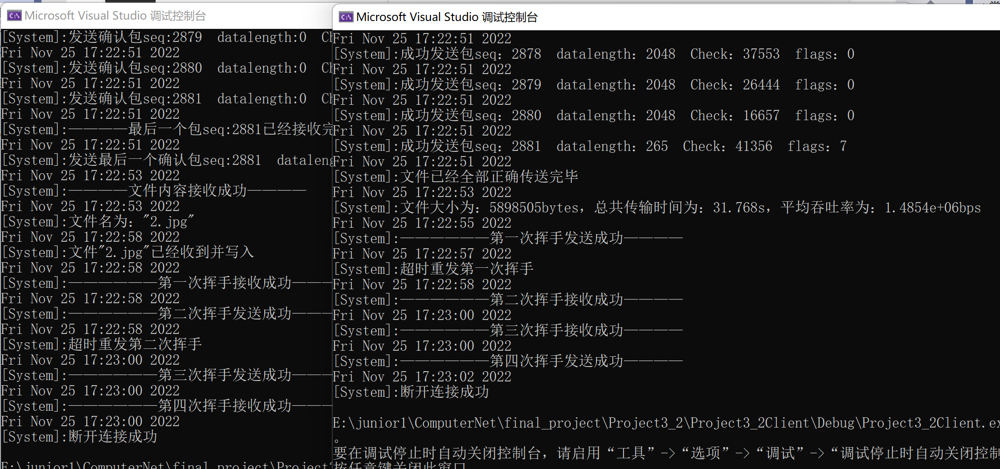 Microsoft Visual Studio 调试控制台
[System]:发送确认包seq:2879  datalength:0
Fri Nov 25 17:22:51 2022
[System]:发送确认包seq:2880  datalength:0
Fri Nov 25 17:22:51 2022
[System]:发送确认包seq:2881  datalength:0
Fri Nov 25 17:22:51 2022
[System]:————最后一个包seq:2881已经接收完
Fri Nov 25 17:22:51 2022
[System]:发送最后一个确认包seq:2881  dataleng
Fri Nov 25 17:22:53 2022
[System]:————文件内容接收成功————
Fri Nov 25 17:22:53 2022
[System]:文件名为："2.jpg"
Fri Nov 25 17:22:58 2022
[System]:文件"2.jpg"已经收到并写入
Fri Nov 25 17:22:58 2022
[System]:——————第一次挥手接收成功———
Fri Nov 25 17:22:58 2022
[System]:——————第二次挥手发送成功———
Fri Nov 25 17:22:58 2022
[System]:超时重发第二次挥手
Fri Nov 25 17:23:00 2022
[System]:——————第三次挥手发送成功———
Fri Nov 25 17:23:00 2022
[System]:——————第四次挥手接收成功———
Fri Nov 25 17:23:00 2022
[System]:断开连接成功
E:\junior1\ComputerNet\final_project\Project
Microsoft Visual Studio 调试控制台
Fri Nov 25 17:22:51 2022
[System]:成功发送包seq：2878  datalength：2048  Check：37553  flags：0
Fri Nov 25 17:22:51 2022
[System]:成功发送包seq：2879  datalength：2048  Check：26444  flags：0
Fri Nov 25 17:22:51 2022
[System]:成功发送包seq：2880  datalength：2048  Check：16657  flags：0
Fri Nov 25 17:22:51 2022
[System]:成功发送包seq：2881  datalength：265  Check：41356  flags：7
Fri Nov 25 17:22:51 2022
[System]:文件已经全部正确传送完毕
Fri Nov 25 17:22:53 2022
[System]:文件大小为：5898505bytes，总共传输时间为：31.768s，平均吞吐率为：1.4854e+06bps
Fri Nov 25 17:22:55 2022
[System]:——————第一次挥手发送成功————
Fri Nov 25 17:22:57 2022
[System]:超时重发第一次挥手
Fri Nov 25 17:22:58 2022
[System]:——————第二次挥手接收成功————
Fri Nov 25 17:23:00 2022
[System]:——————第三次挥手接收成功————
Fri Nov 25 17:23:00 2022
[System]:——————第四次挥手发送成功————
Fri Nov 25 17:23:02 2022
[System]:断开连接成功
E:\junior1\ComputerNet\final_project\Project3_2\Project3_2Client\Debug\Project3_2Client.ex
。
要在调试停止时自动关闭控制台，请启用“工具”->“选项”->“调试”->“调试停止时自动关闭控制
按任意键关闭此窗口